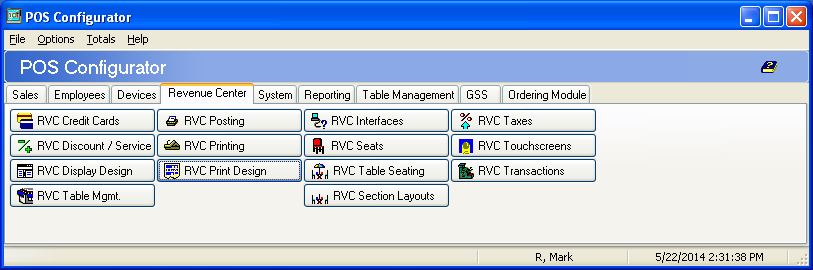 POS Configurator
File Options Totals Help
POS Configurator
Sales Employees Devices Revenue Center System Reporting Table Management GSS Ordering Module
RVC Credit Cards RVC Posting RVC Interfaces RVC Taxes
RVC Discount / Service RVC Printing RVC Seats RVC Touchscreens
RVC Display Design RVC Print Design RVC Table Seating RVC Transactions
RVC Table Mgmt. RVC Section Layouts
R, Mark 5/22/2014 2:31:38 PM